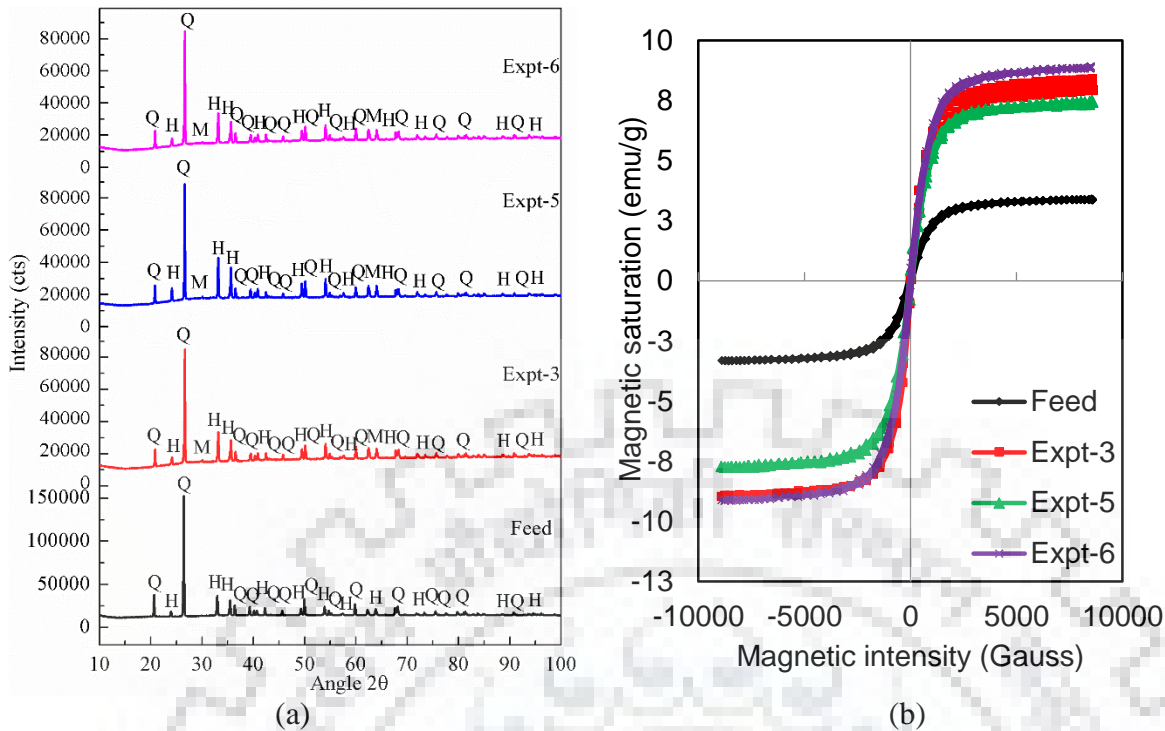 Q
80000
60000
Expt-6
40000
Q H M H H Q Q H Q Q H Q H Q H Q M H Q H Q Q H Q H
20000
0
Q
80000
Expt-5
60000
40000
Q H M H H Q Q H Q Q H Q H Q H Q M H Q H Q Q H Q H
20000
0
Q
80000
Expt-3
60000
40000
Q H M H H Q Q H Q Q H Q H Q H Q M H Q H Q Q H Q H
20000
0
Q
150000
Feed
100000
50000
Q H H H Q Q H Q Q H Q H Q H Q H Q H Q Q Q H Q H
0
Intensity (cts)
10 20 30 40 50 60 70 80 90 100
Angle 2θ
(a)
10
8
5
3
0
-3
-5
-8
-10
-13
Magnetic saturation (emu/g)
Feed
Expt-3
Expt-5
Expt-6
-10000 -5000 0 5000 10000
Magnetic intensity (Gauss)
(b)